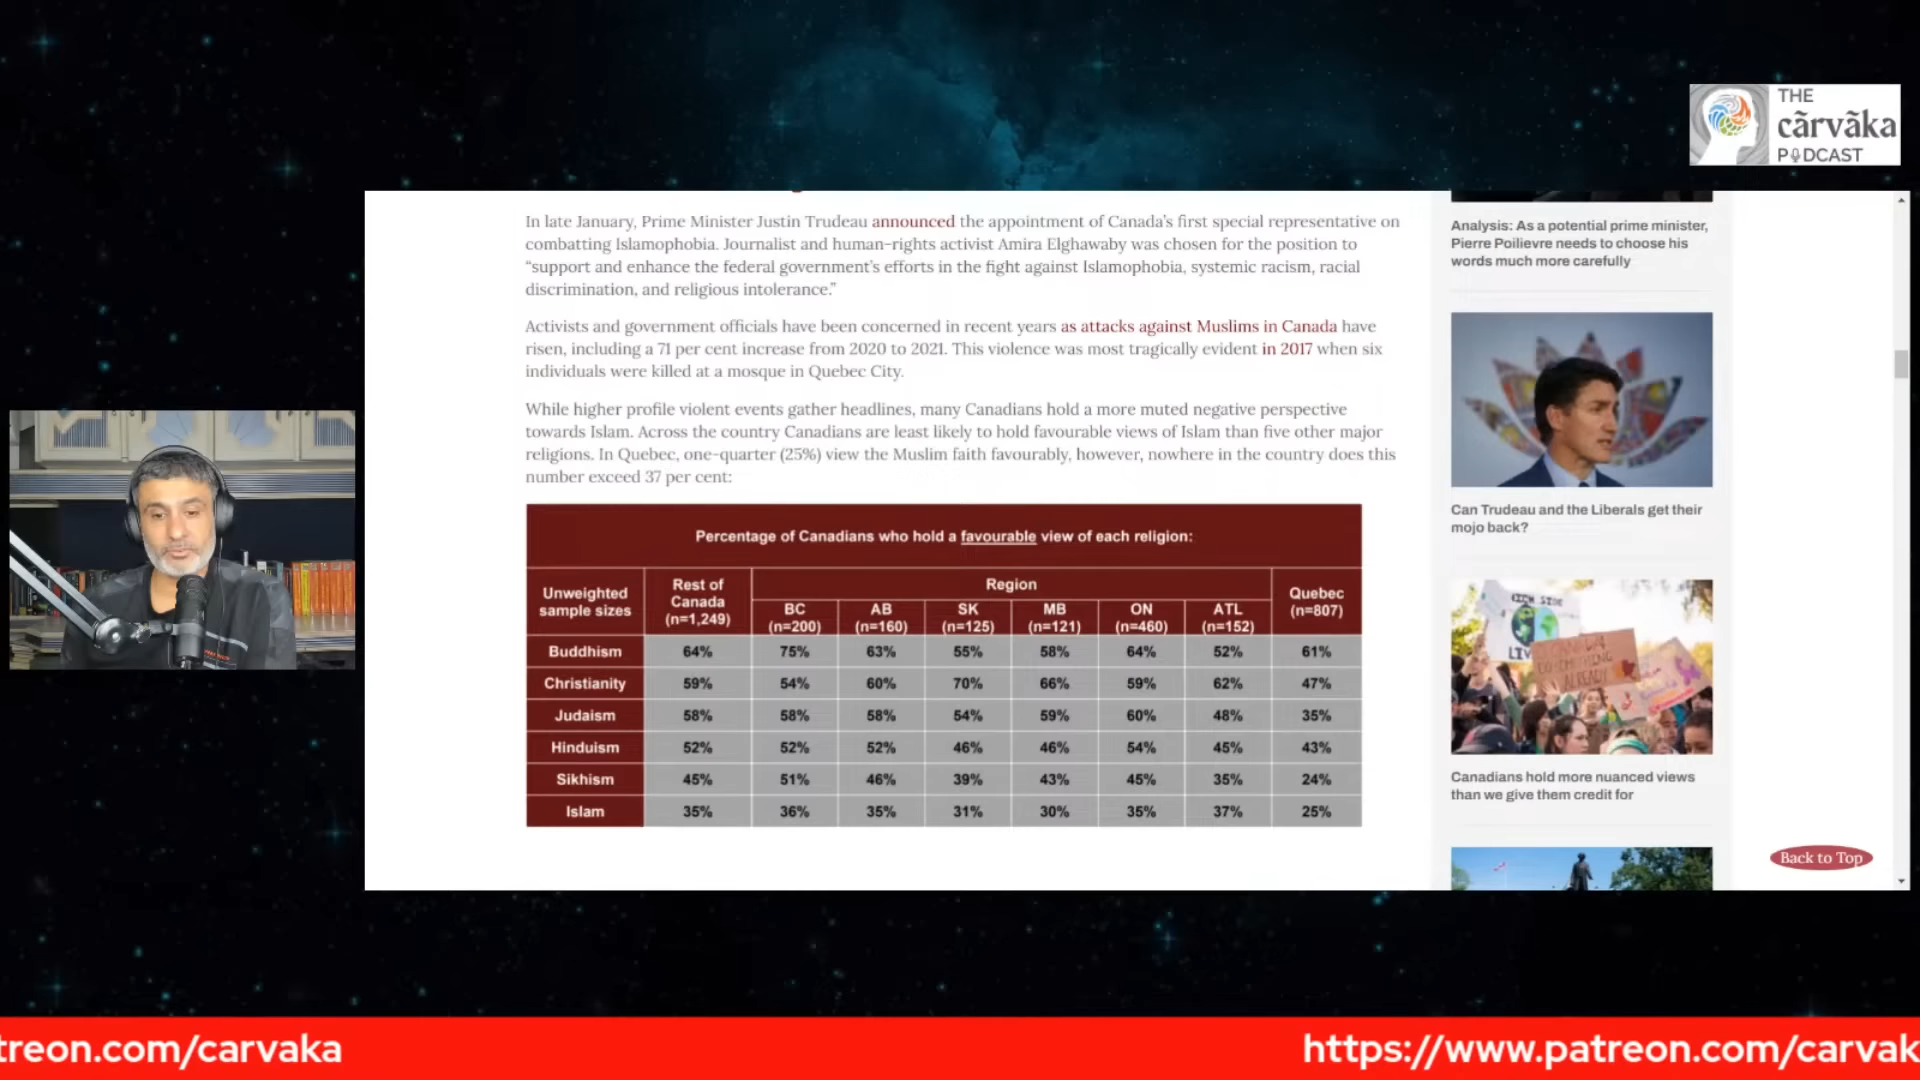 THE
cārvāka
PODCAST
In late January, Prime Minister Justin Trudeau announced the appointment of Canada’s first special representative on
combatting Islamophobia. Journalist and human-rights activist Amira Elghawaby was chosen for the position to
“support and enhance the federal government’s efforts in the fight against Islamophobia, systemic racism, racial
discrimination, and religious intolerance.”
Activists and government officials have been concerned in recent years as attacks against Muslims in Canada have
risen, including a 71 per cent increase from 2020 to 2021. This violence was most tragically evident in 2017 when six
individuals were killed at a mosque in Quebec City.
While higher profile violent events gather headlines, many Canadians hold a more muted negative perspective
towards Islam. Across the country Canadians are least likely to hold favourable views of Islam than five other major
religions. In Quebec, one-quarter (25%) view the Muslim faith favourably, however, nowhere in the country does this
number exceed 37 per cent:
Percentage of Canadians who hold a favourable view of each religion:
Unweighted sample sizes
Rest of Canada (n=1,249)
Region
BC (n=200)
AB (n=160)
SK (n=125)
MB (n=121)
ON (n=460)
ATL (n=152)
Quebec (n=807)
Buddhism 64% 75% 63% 55% 58% 64% 52% 61%
Christianity 59% 54% 60% 70% 66% 59% 62% 47%
Judaism 58% 58% 58% 54% 59% 60% 48% 35%
Hinduism 52% 52% 52% 46% 46% 54% 45% 43%
Sikhism 45% 51% 46% 39% 43% 45% 35% 24%
Islam 35% 36% 35% 31% 30% 35% 37% 25%
Analysis: As a potential prime minister,
Pierre Poilievre needs to choose his
words much more carefully
Can Trudeau and the Liberals get their
mojo back?
Canadians hold more nuanced views
than we give them credit for
Back to Top
treon.com/carvaka
https://www.patreon.com/carvak